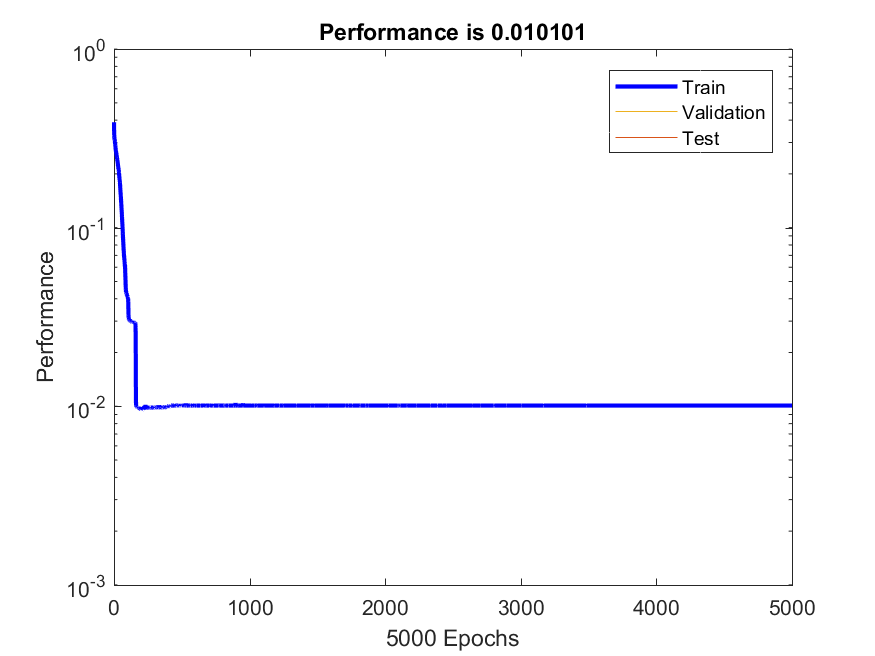 Performance is 0.010101
10^0
10^-1
10^-2
10^-3
Performance
Train
Validation
Test
0
1000
2000
3000
4000
5000
5000 Epochs